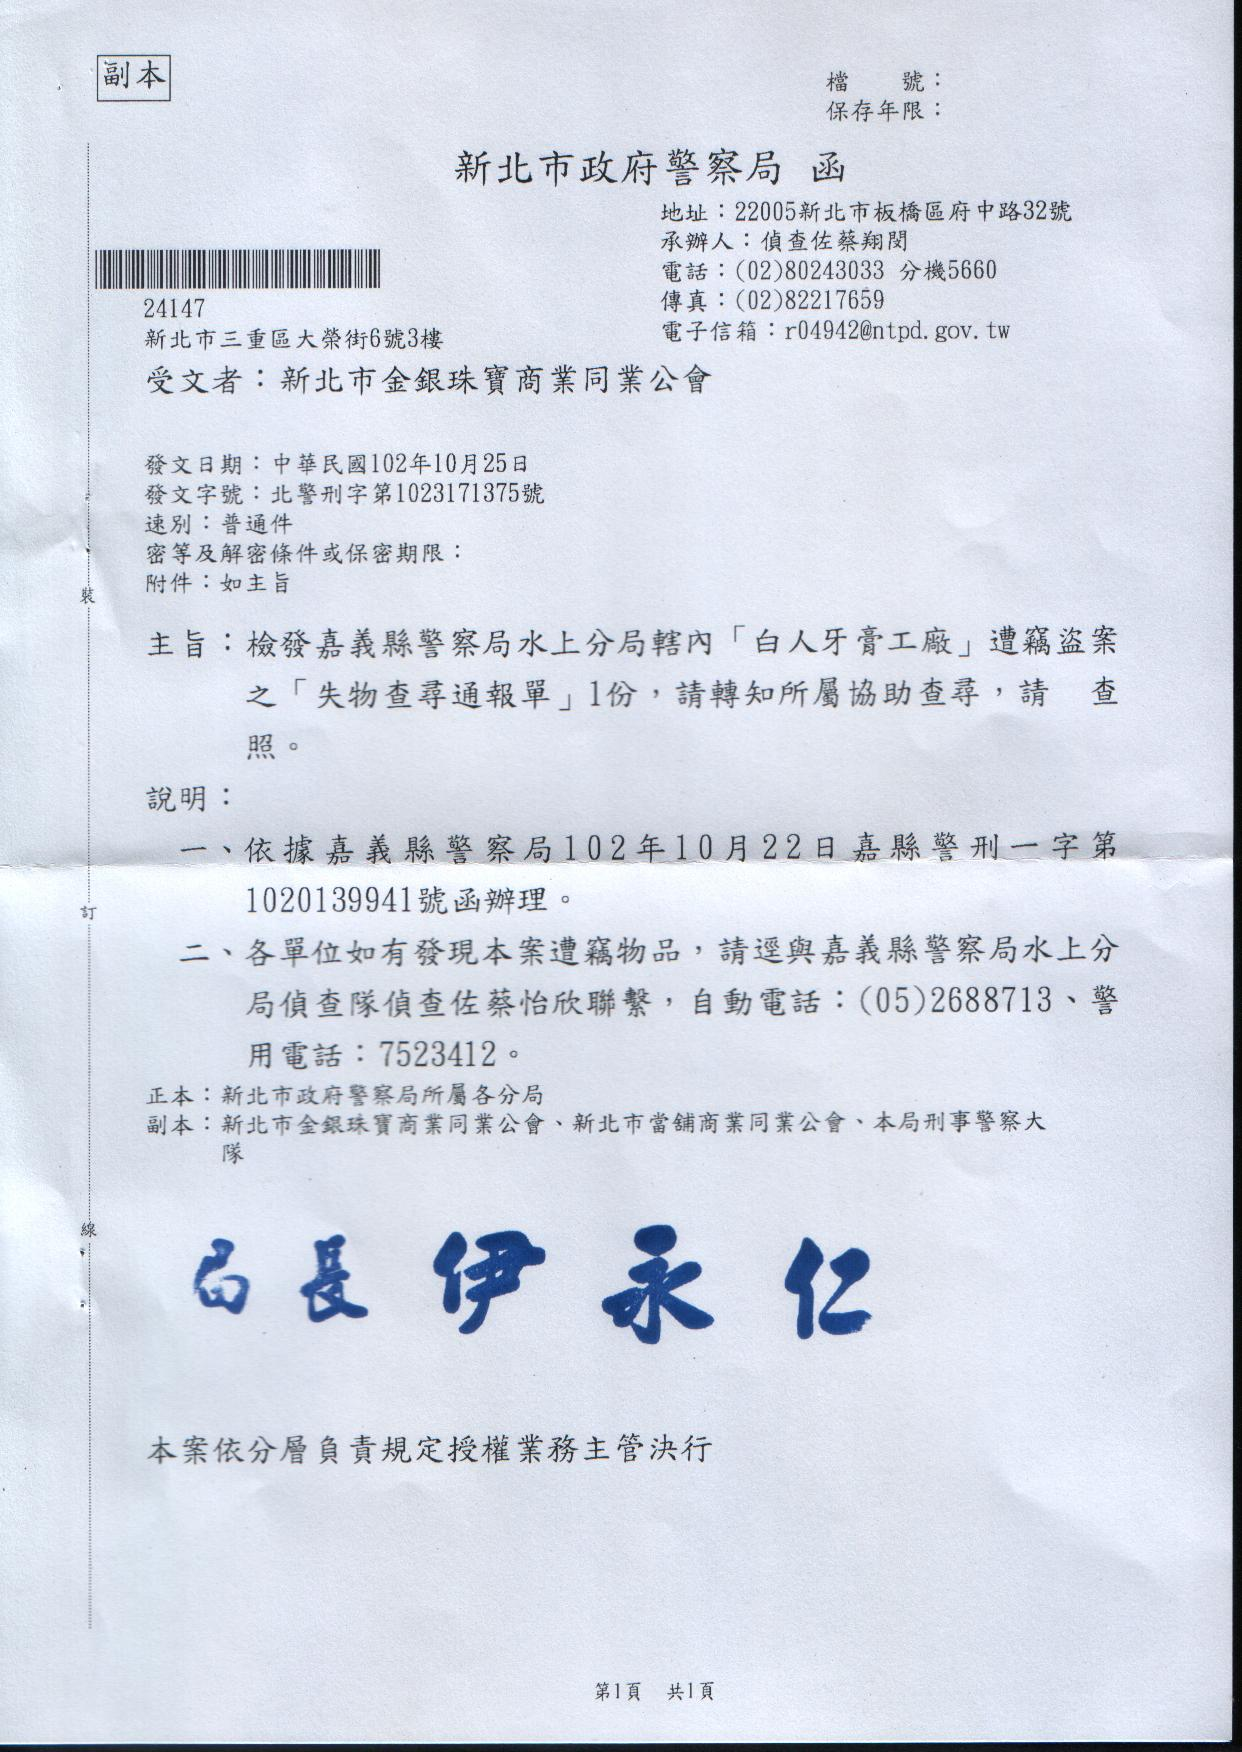 副本
檔　　號：
保存年限：
新北市政府警察局 函
地址：22005新北市板橋區府中路32號
承辦人：偵查佐蔡翔閔
電話：(02)80243033 分機5660
傳真：(02)82217659
電子信箱：r04942@ntpd.gov.tw
24147
新北市三重區大榮街6號3樓
受文者：新北市金銀珠寶商業同業公會
發文日期：中華民國102年10月25日
發文字號：北警刑字第1023171375號
速別：普通件
密等及解密條件或保密期限：
附件：如主旨
主旨：檢發嘉義縣警察局水上分局轄內「白人牙膏工廠」遭竊盜案
之「失物查尋通報單」1份，請轉知所屬協助查尋，請　查
照。
說明：
一、依據嘉義縣警察局102年10月22日嘉縣警刑一字第
1020139941號函辦理。
二、各單位如有發現本案遭竊物品，請逕與嘉義縣警察局水上分
局偵查隊偵查佐蔡怡欣聯繫，自動電話：(05)2688713、警
用電話：7523412。
正本：新北市政府警察局所屬各分局
副本：新北市金銀珠寶商業同業公會、新北市當舖商業同業公會、本局刑事警察大
隊
局長 伊永仁
本案依分層負責規定授權業務主管決行
裝
訂
線
第1頁　共1頁